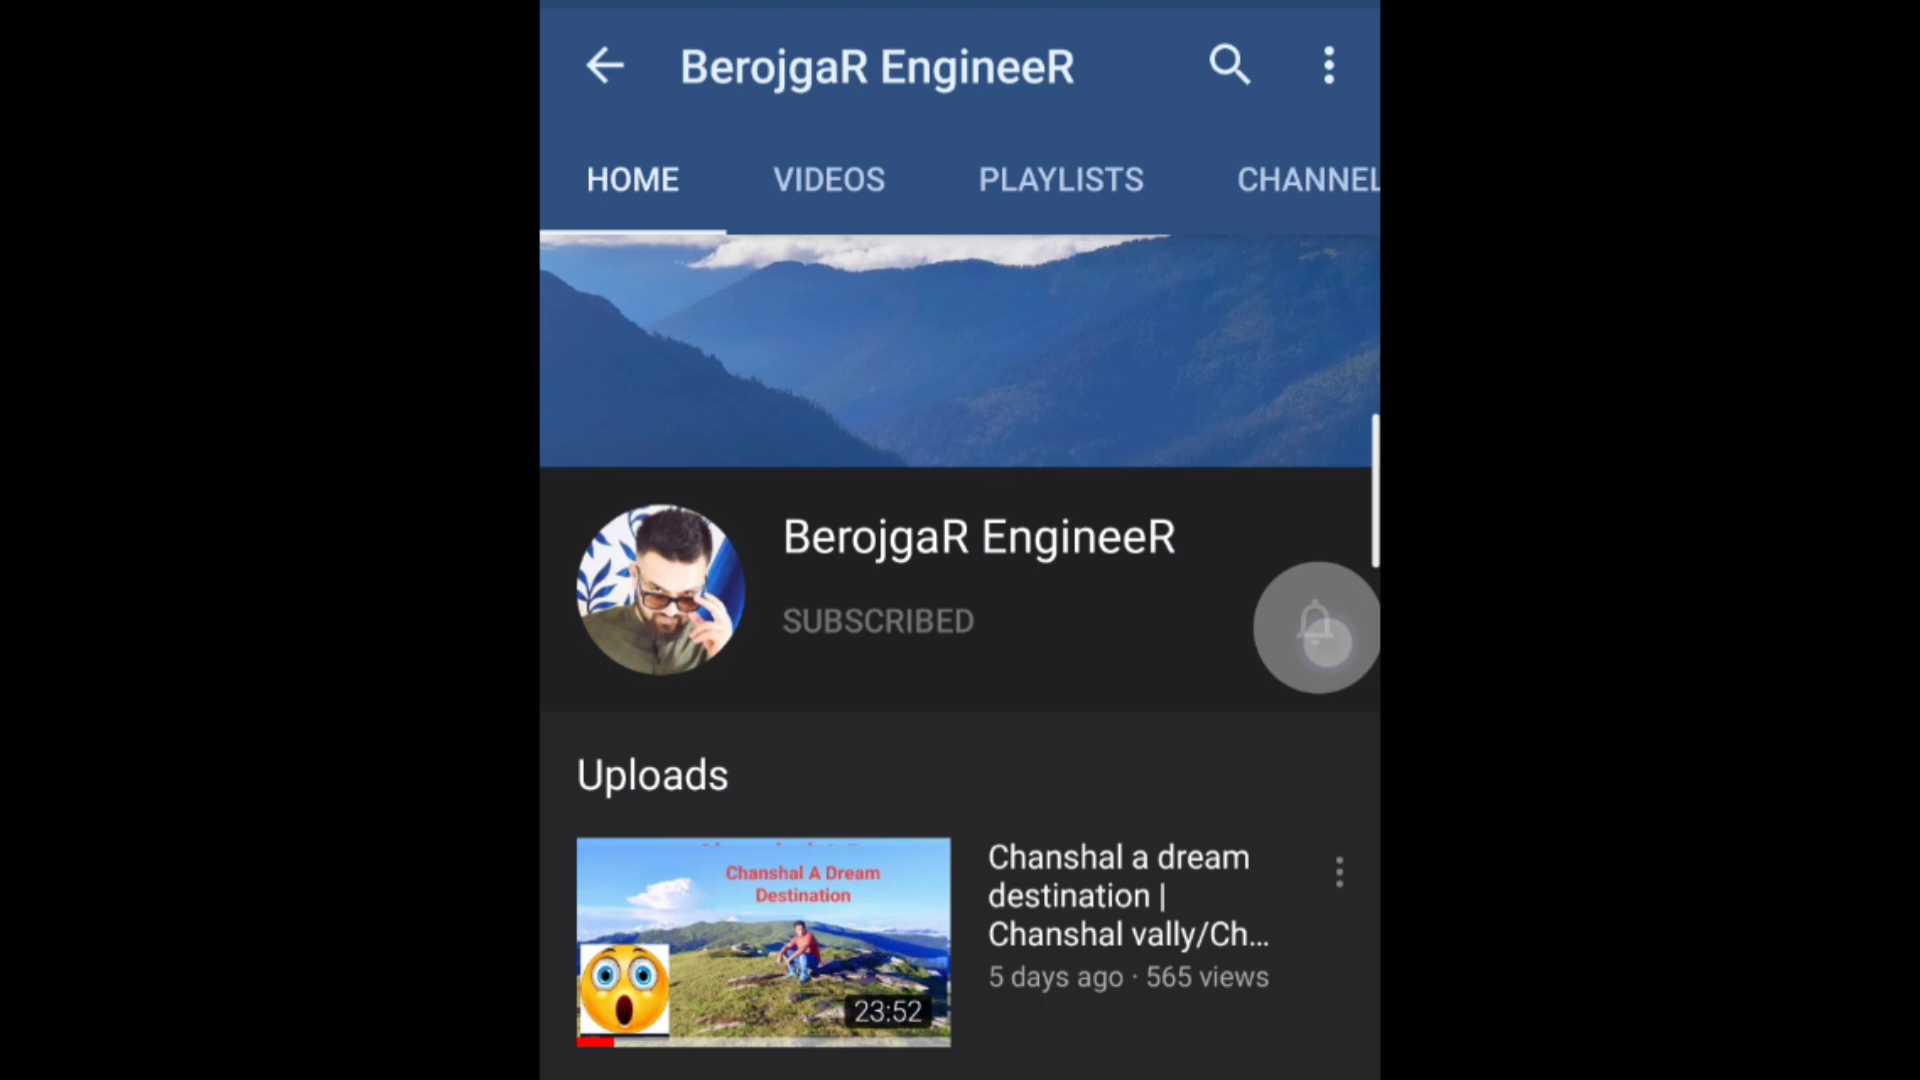 BerojgaR EngineeR
HOME VIDEOS PLAYLISTS CHANNEL
BerojgaR EngineeR
SUBSCRIBED
Uploads
Chanshal A Dream
Destination
23:52
Chanshal a dream
destination |
Chanshal vally/Ch...
5 days ago · 565 views